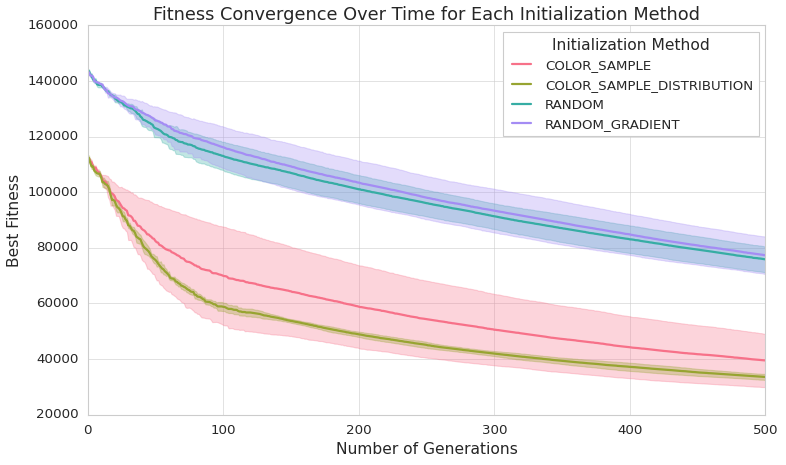 Fitness Convergence Over Time for Each Initialization Method
160000
140000
120000
100000
80000
60000
40000
20000
Best Fitness
Initialization Method
COLOR_SAMPLE
COLOR_SAMPLE_DISTRIBUTION
RANDOM
RANDOM_GRADIENT
0 100 200 300 400 500
Number of Generations